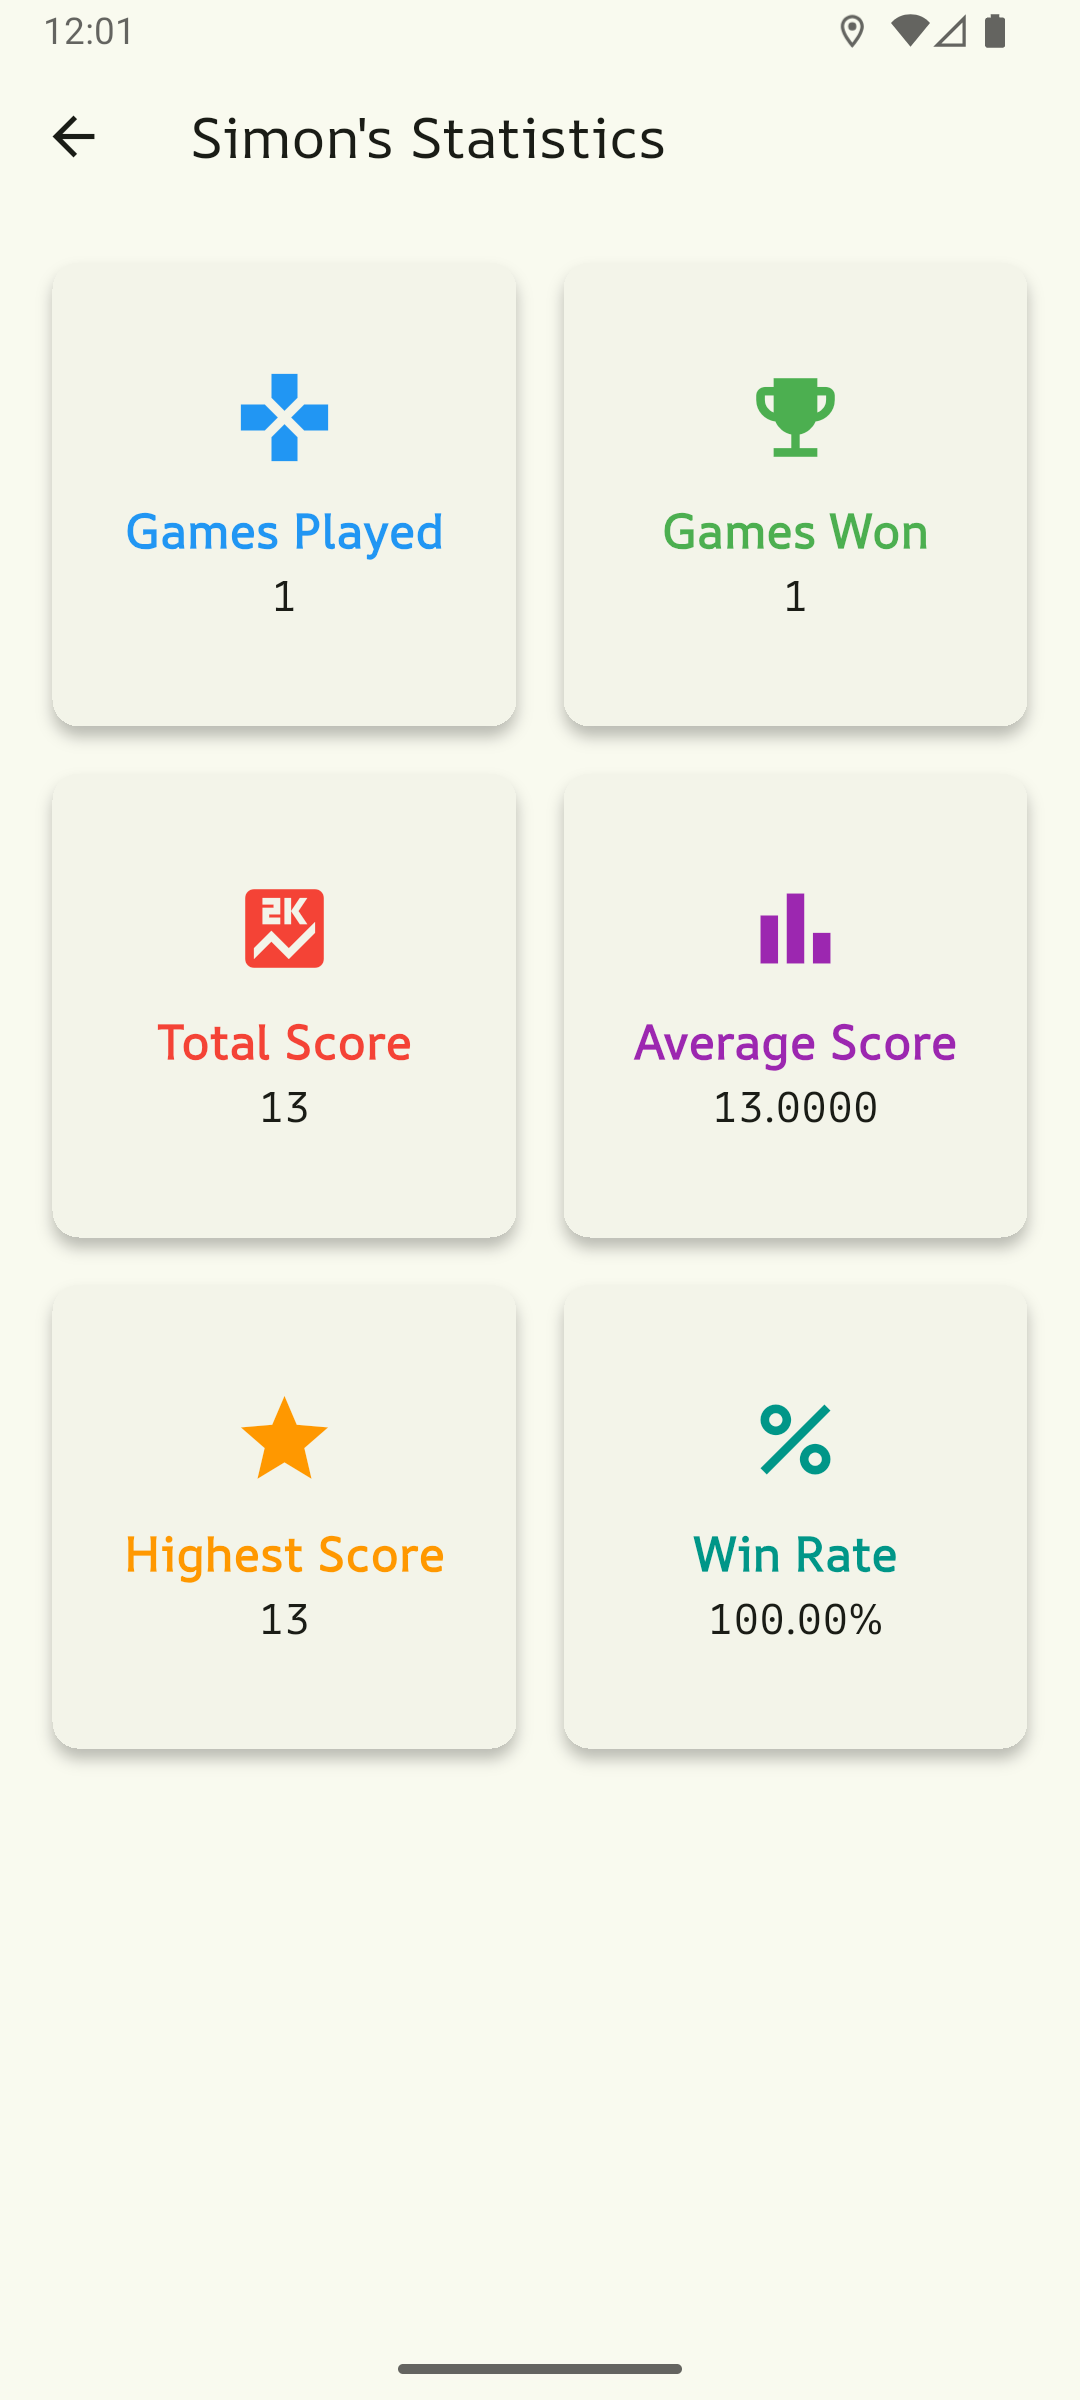 12:01
Simon's Statistics
Games Played
1
Games Won
1
2K
Total Score
13
Average Score
13.0000
Highest Score
13
Win Rate
100.00%